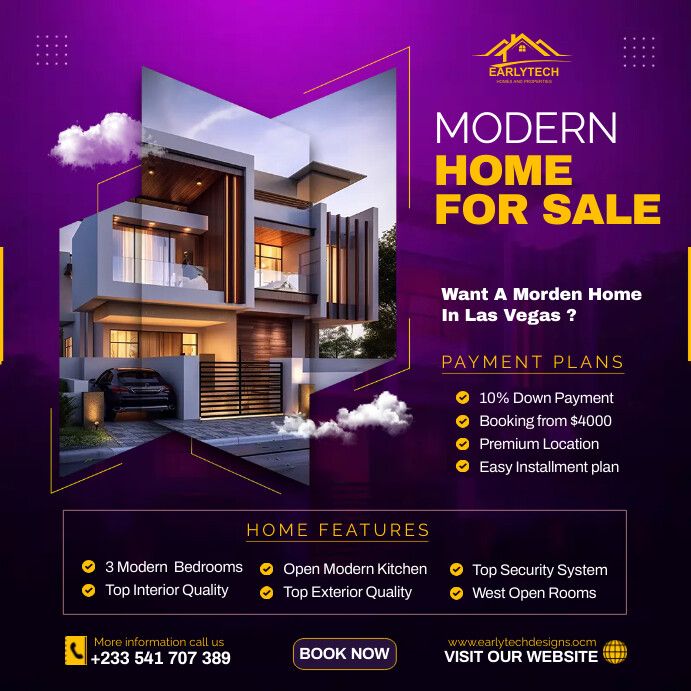 EARLYTECH
HOMES AND PROPERTIES
MODERN
HOME
FOR SALE
Want A Morden Home
In Las Vegas ?
PAYMENT PLANS
10% Down Payment
Booking from $4000
Premium Location
Easy Installment plan
HOME FEATURES
3 Modern Bedrooms
Open Modern Kitchen
Top Security System
Top Interior Quality
Top Exterior Quality
West Open Rooms
More information call us
+233 541 707 389
BOOK NOW
www.earlytechdesigns.ocm
VISIT OUR WEBSITE